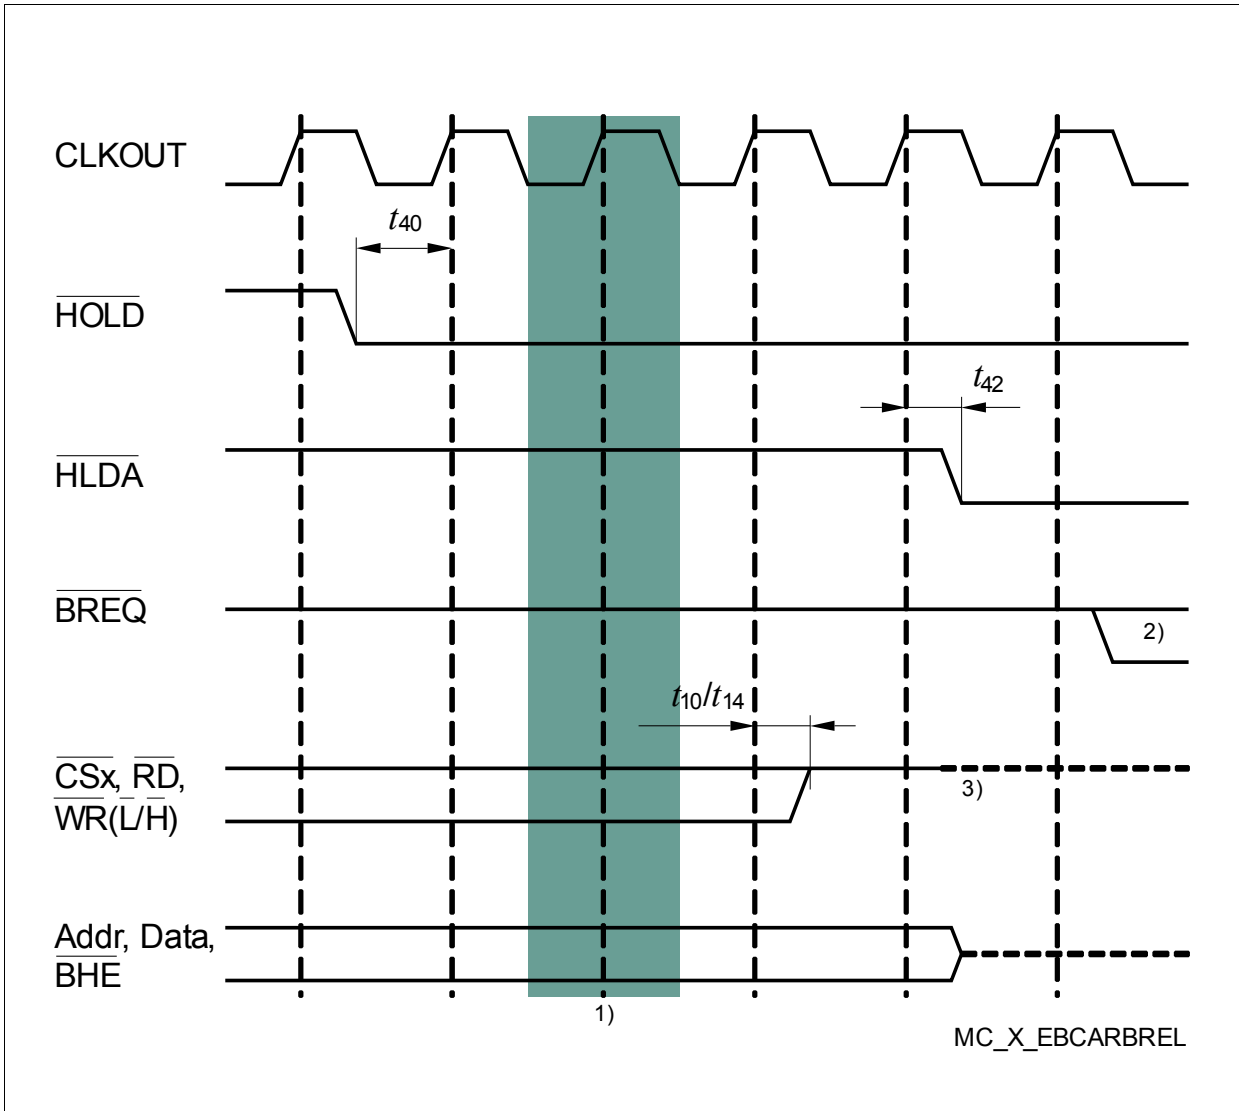 CLKOUT
t40
HOLD
t42
HLDA
BREQ
2)
t10/t14
CSx, RD,
WR(L/H)
3)
Addr, Data,
BHE
1)
MC_X_EBCARBREL